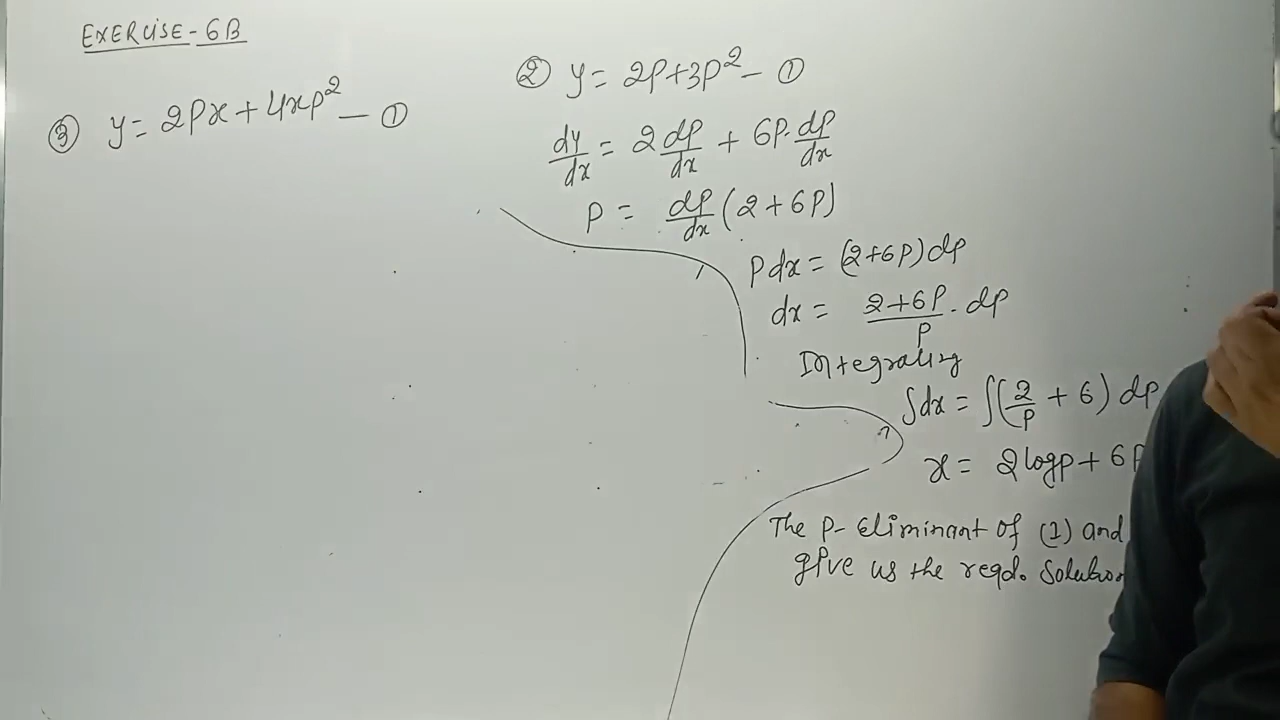 EXERCISE-6B
③ y = 2px + 4xp² — ①
② y = 2p + 3p² - ①
dy/dx = 2 dp/dx + 6p. dp/dx
p = dp/dx (2 + 6p)
pdx = (2+6p) dp
dx = (2+6p)/p . dp
Integrating
∫dx = ∫(2/p + 6) dp
x = 2logp + 6p
The p-eliminant of (1) and
give us the reqd. solution